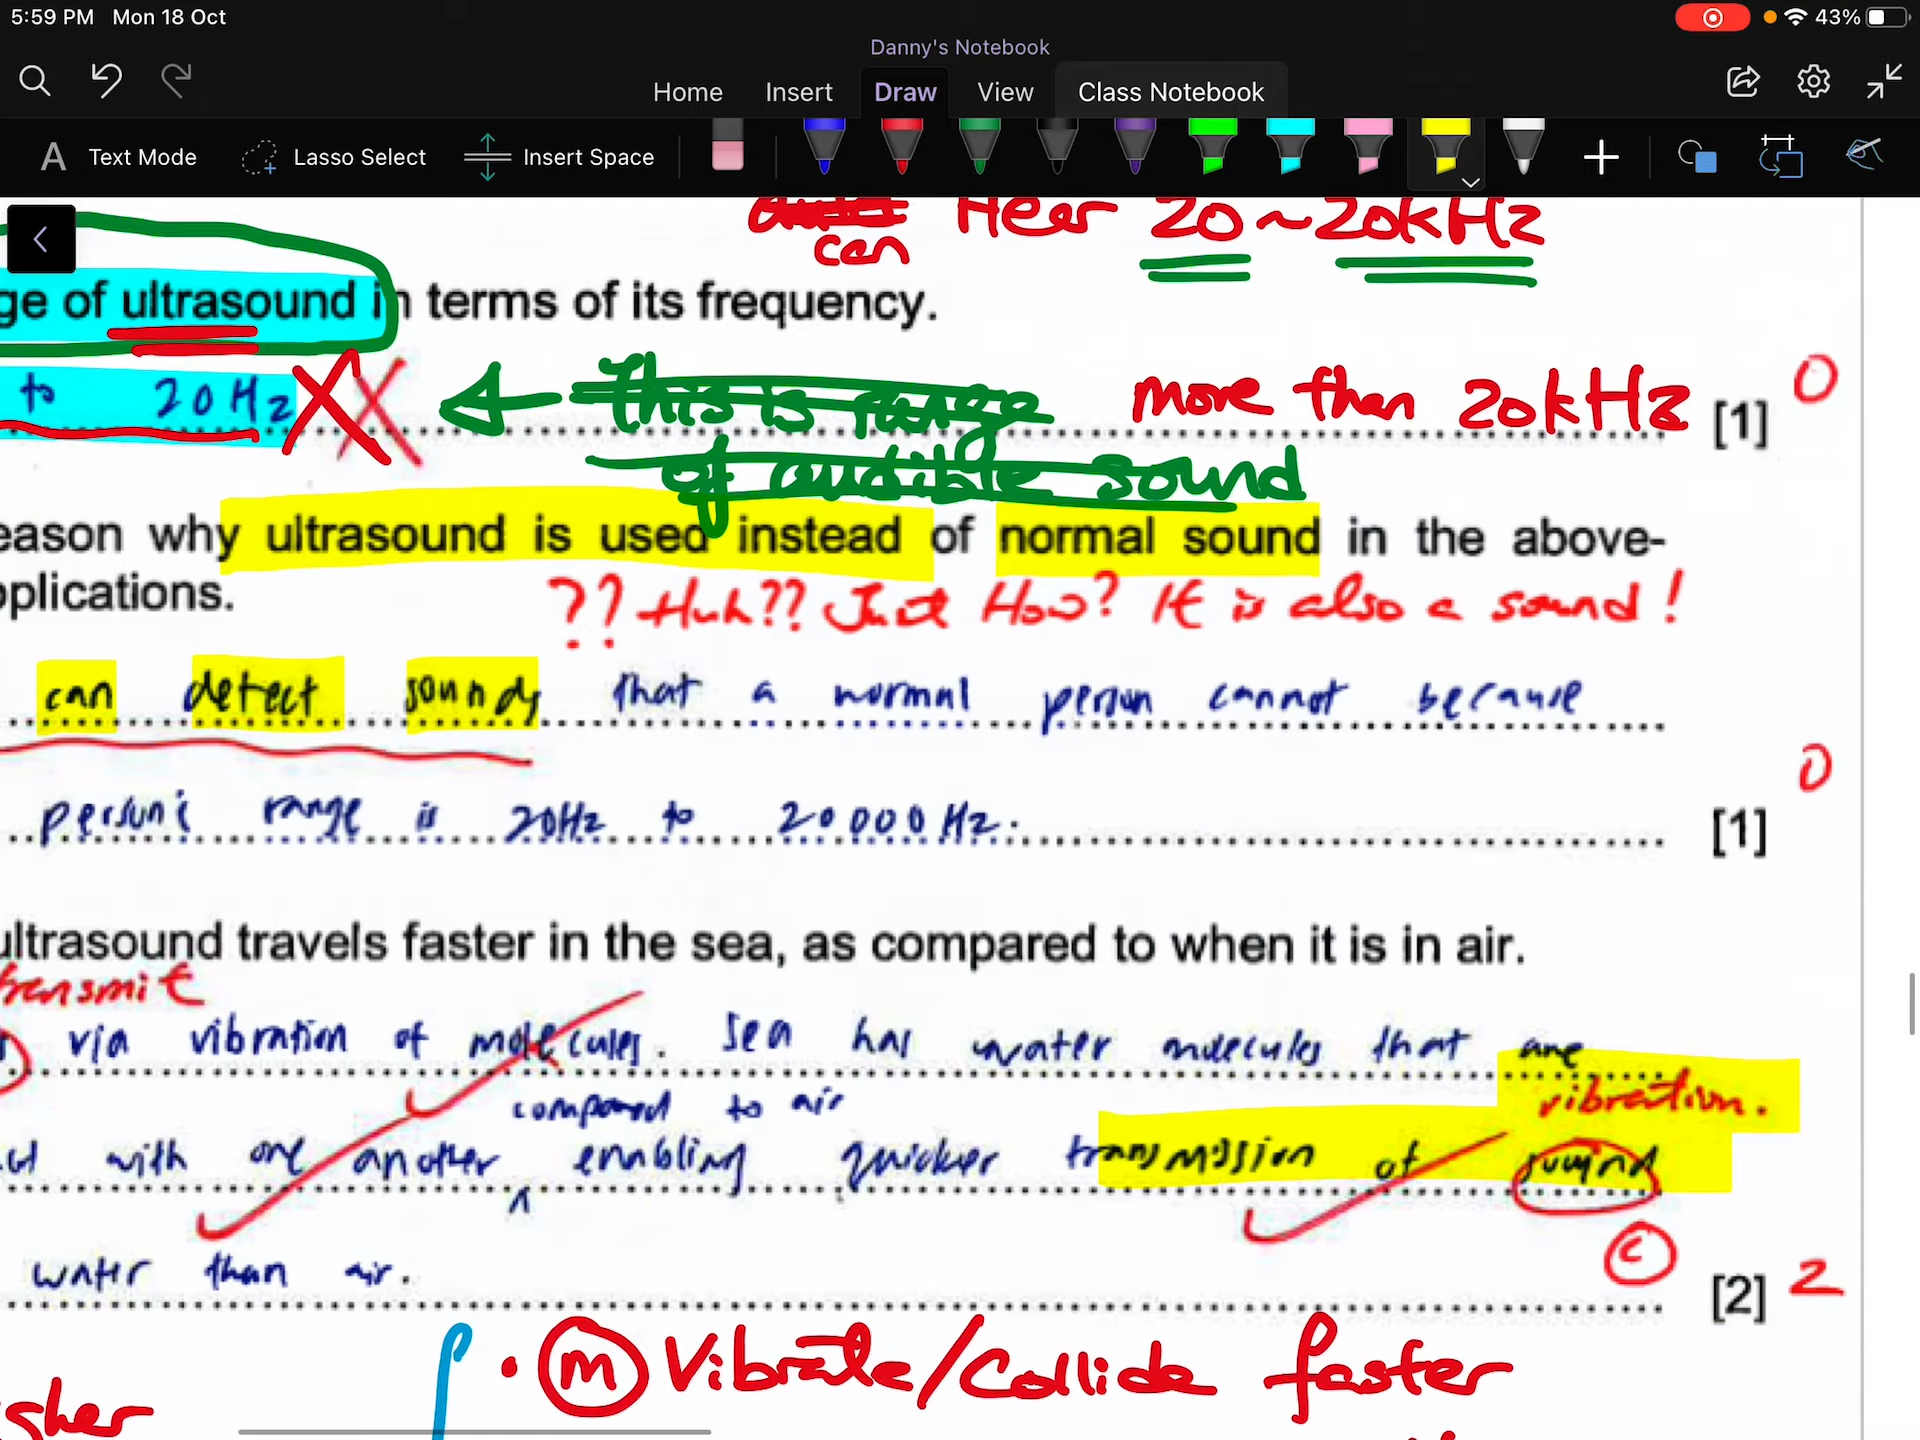 5:59 PM Mon 18 Oct
43%
Danny's Notebook
Home Insert Draw View Class Notebook
Text Mode Lasso Select Insert Space
can Hear 20 ~ 20kHz
ge of ultrasound in terms of its frequency.
to 20Hz This is range more than 20kHz [1] 0
of audible sound
eason why ultrasound is used instead of normal sound in the above-
pplications.
?? Huh?? Just How? It is also a sound!
can detect sounds that a normal person cannot because
0
person's range is 20Hz to 20000Hz. [1]
ultrasound travels faster in the sea, as compared to when it is in air.
transmit
via vibration of molecules. Sea has water molecules that are
vibration.
compared to air
ct with one another ^ enabling quicker transmission of sound
c
water than air. [2] 2
• m Vibrate/Collide faster
gher